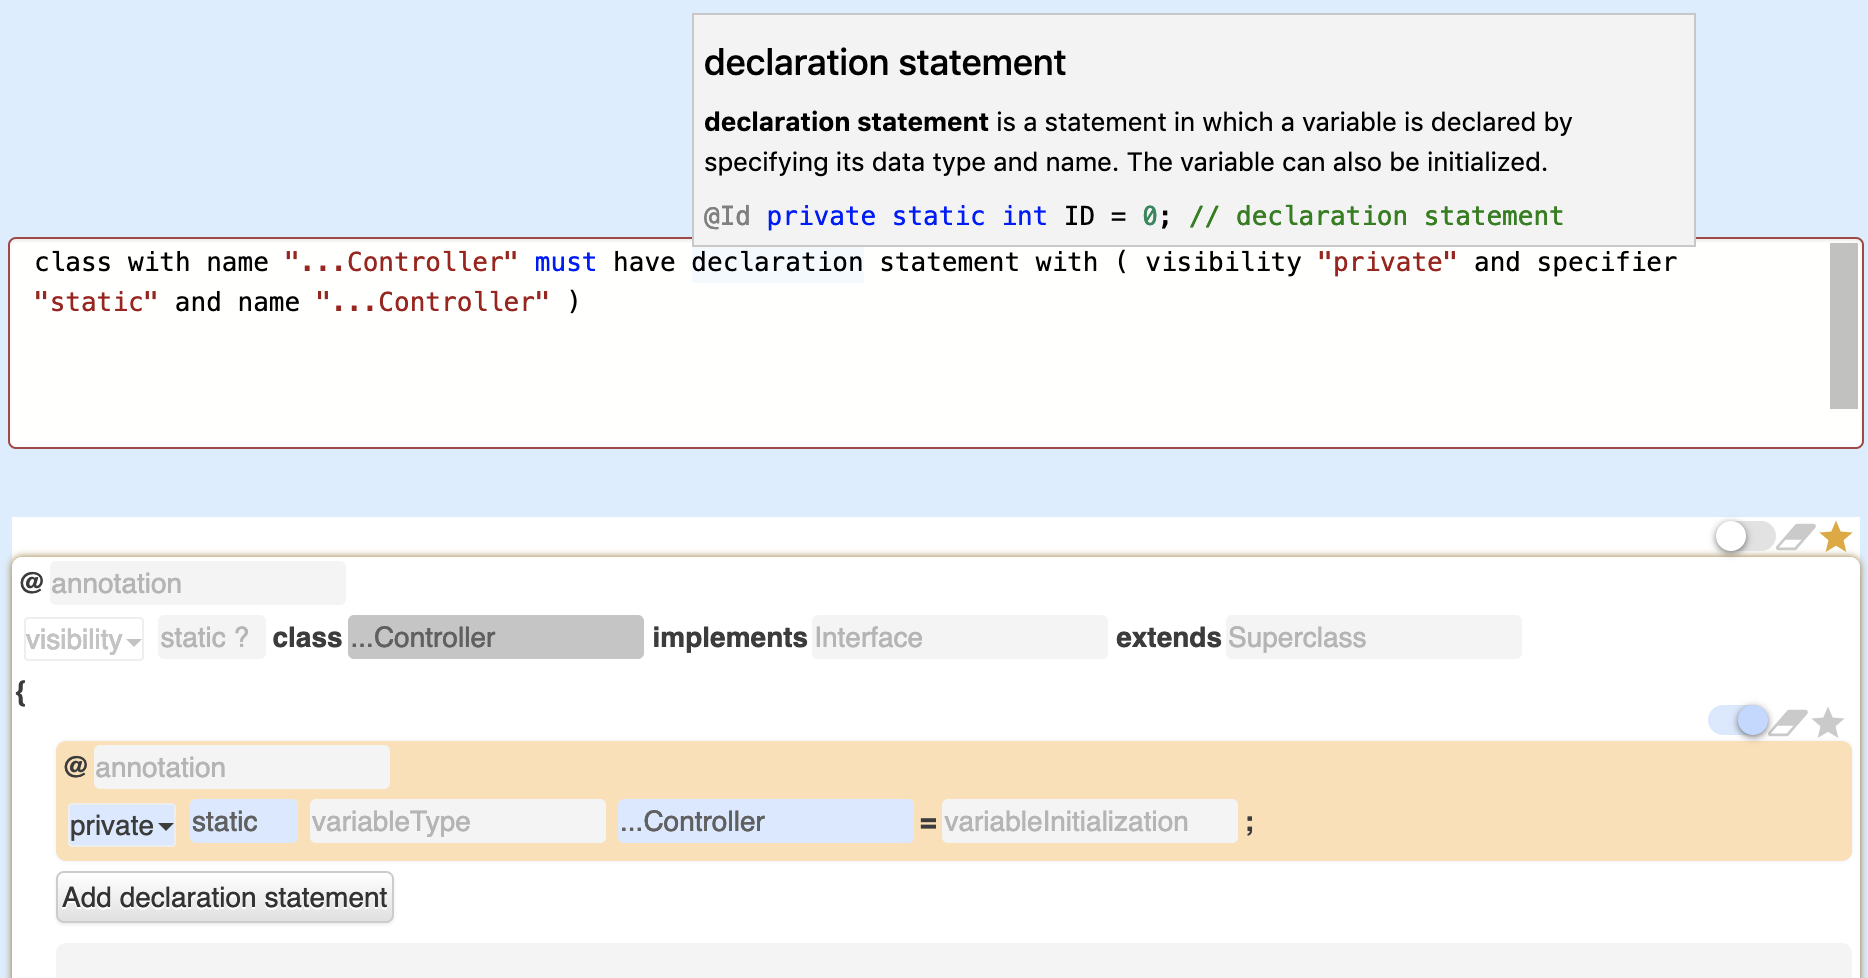 declaration statement
declaration statement is a statement in which a variable is declared by
specifying its data type and name. The variable can also be initialized.
@Id private static int ID = 0; // declaration statement
class with name "...Controller" must have declaration statement with ( visibility "private" and specifier
"static" and name "...Controller" )
@ annotation
visibility static ? class ...Controller implements Interface extends Superclass
{
@ annotation
private static variableType ...Controller = variableInitialization ;
Add declaration statement